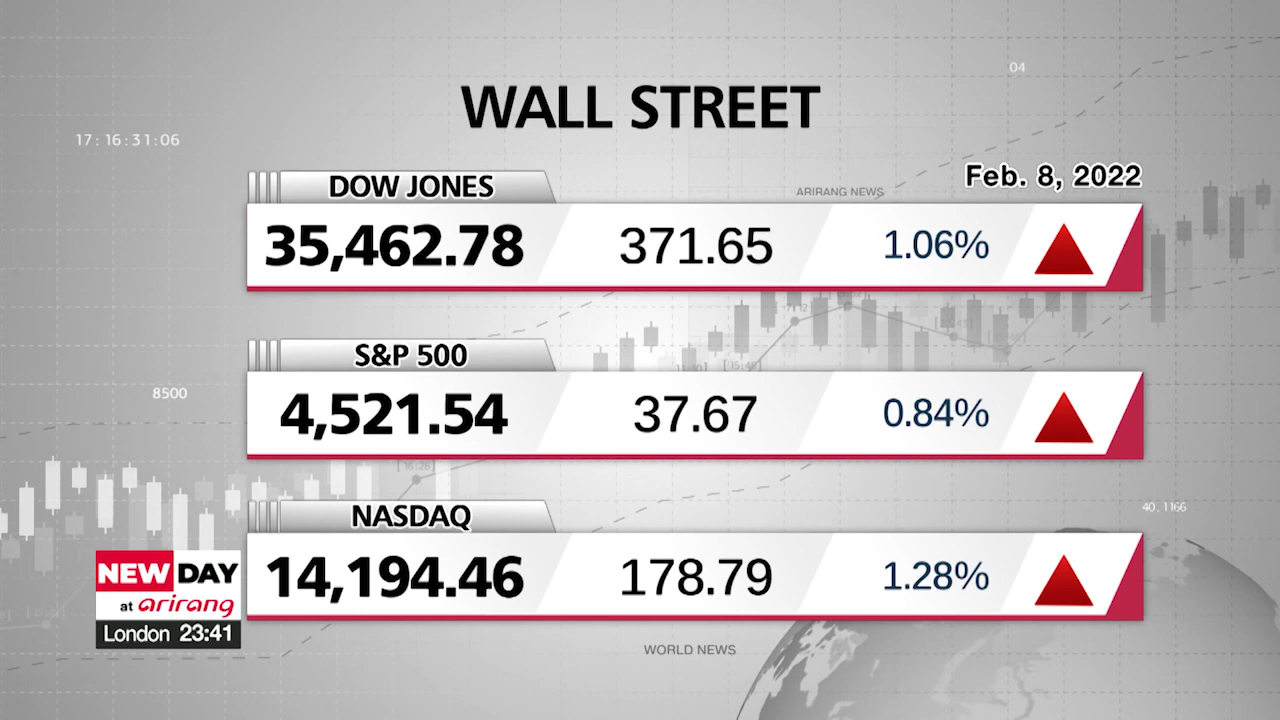 04
WALL STREET
17:16:31:06
Feb. 8, 2022
DOW JONES
ARIRANG NEWS
35,462.78 371.65 1.06%
S&P 500
8500
4,521.54 37.67 0.84%
[16:26]
NASDAQ
40, 1166
14,194.46 178.79 1.28%
NEW DAY
at arirang
London 23:41
WORLD NEWS